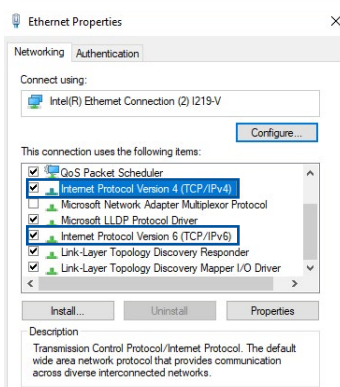 Ethernet Properties
Networking Authentication
Connect using:
Intel(R) Ethernet Connection (2) I219-V
Configure...
This connection uses the following items:
QoS Packet Scheduler
Internet Protocol Version 4 (TCP/IPv4)
Microsoft Network Adapter Multiplexor Protocol
Microsoft LLDP Protocol Driver
Internet Protocol Version 6 (TCP/IPv6)
Link-Layer Topology Discovery Responder
Link-Layer Topology Discovery Mapper I/O Driver
Install... Uninstall Properties
Description
Transmission Control Protocol/Internet Protocol. The default
wide area network protocol that provides communication
across diverse interconnected networks.